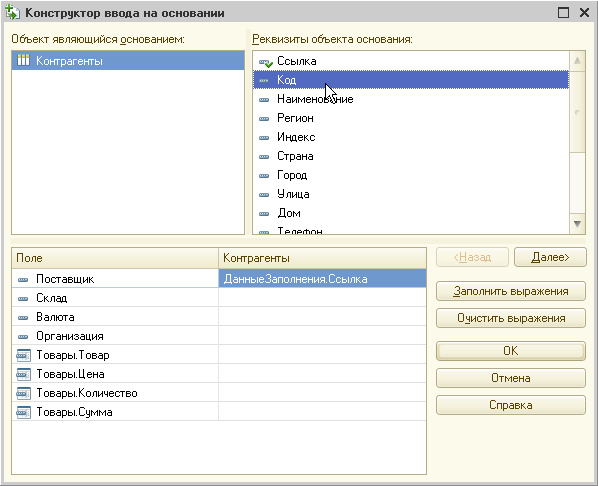 Конструктор ввода на основании
Объект являющийся основанием:
Реквизиты объекта основания:
Контрагенты
Ссылка
Код
Наименование
Регион
Индекс
Страна
Город
Улица
Дом
Телефон
Поле
Контрагенты
Поставщик
ДанныеЗаполнения.Ссылка
Склад
Валюта
Организация
Товары.Товар
Товары.Цена
Товары.Количество
Товары.Сумма
<Назад
Далее>
Заполнить выражения
Очистить выражения
ОК
Отмена
Справка